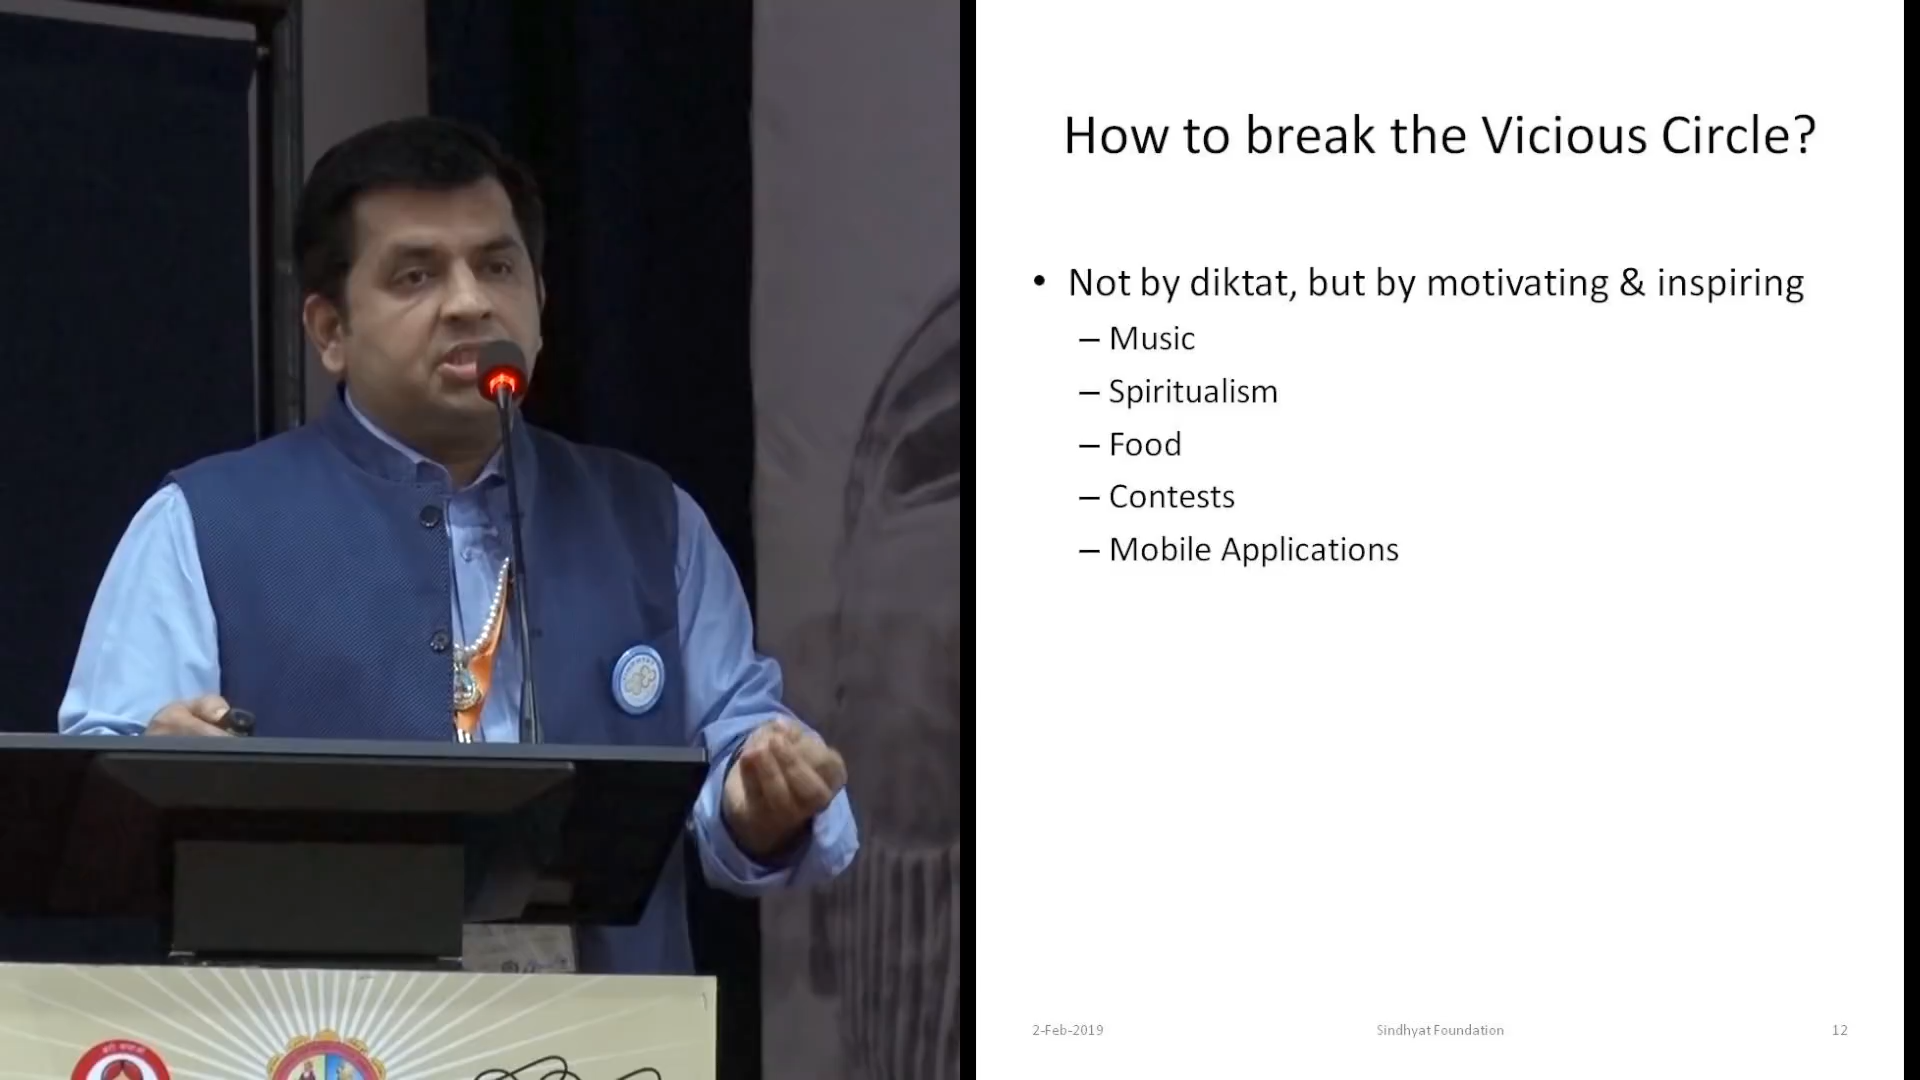 How to break the Vicious Circle?
• Not by diktat, but by motivating & inspiring
– Music
– Spiritualism
– Food
– Contests
– Mobile Applications
2-Feb-2019
Sindhyat Foundation
12